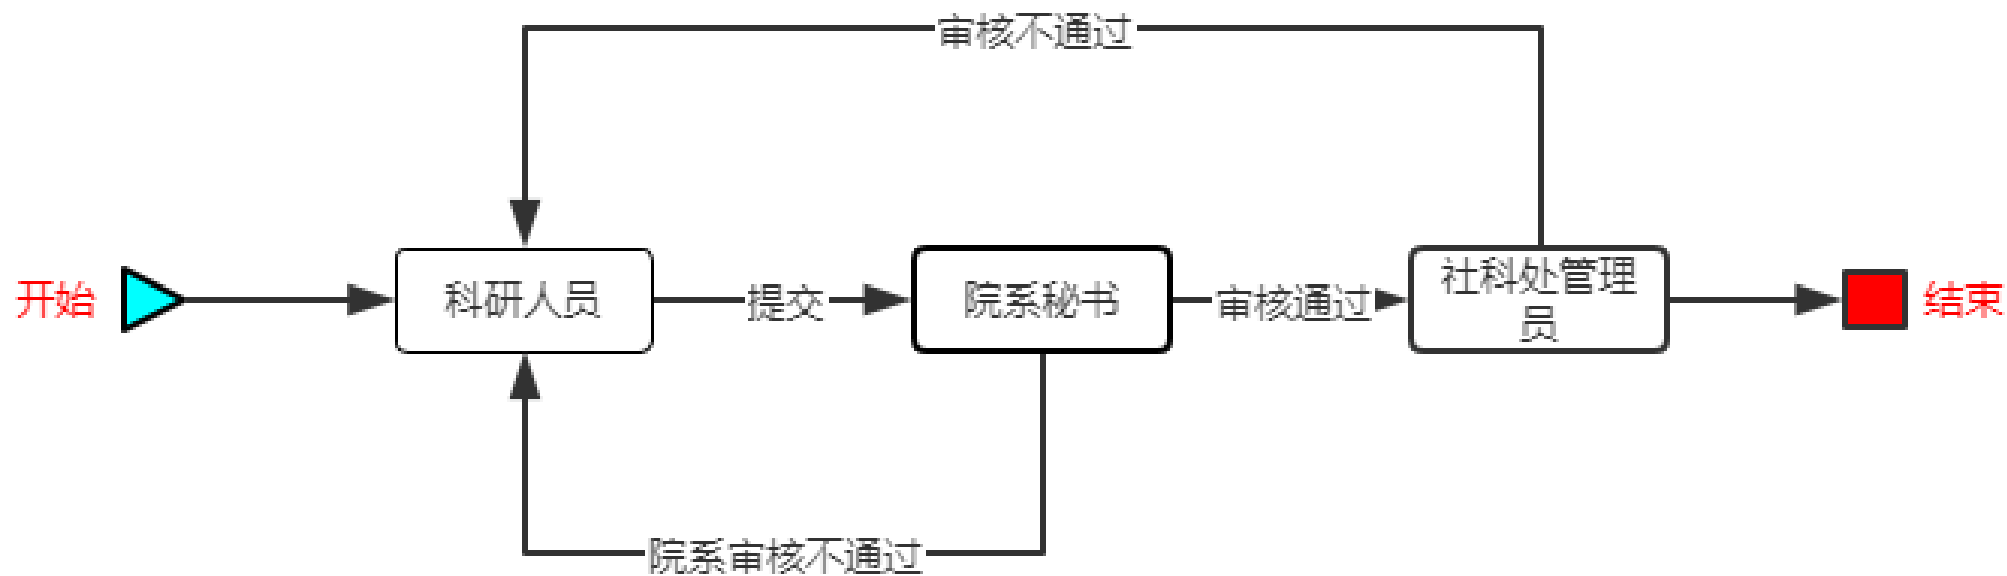 审核不通过
开始
科研人员
提交
院系秘书
审核通过
社科处管理
员
结束
院系审核不通过